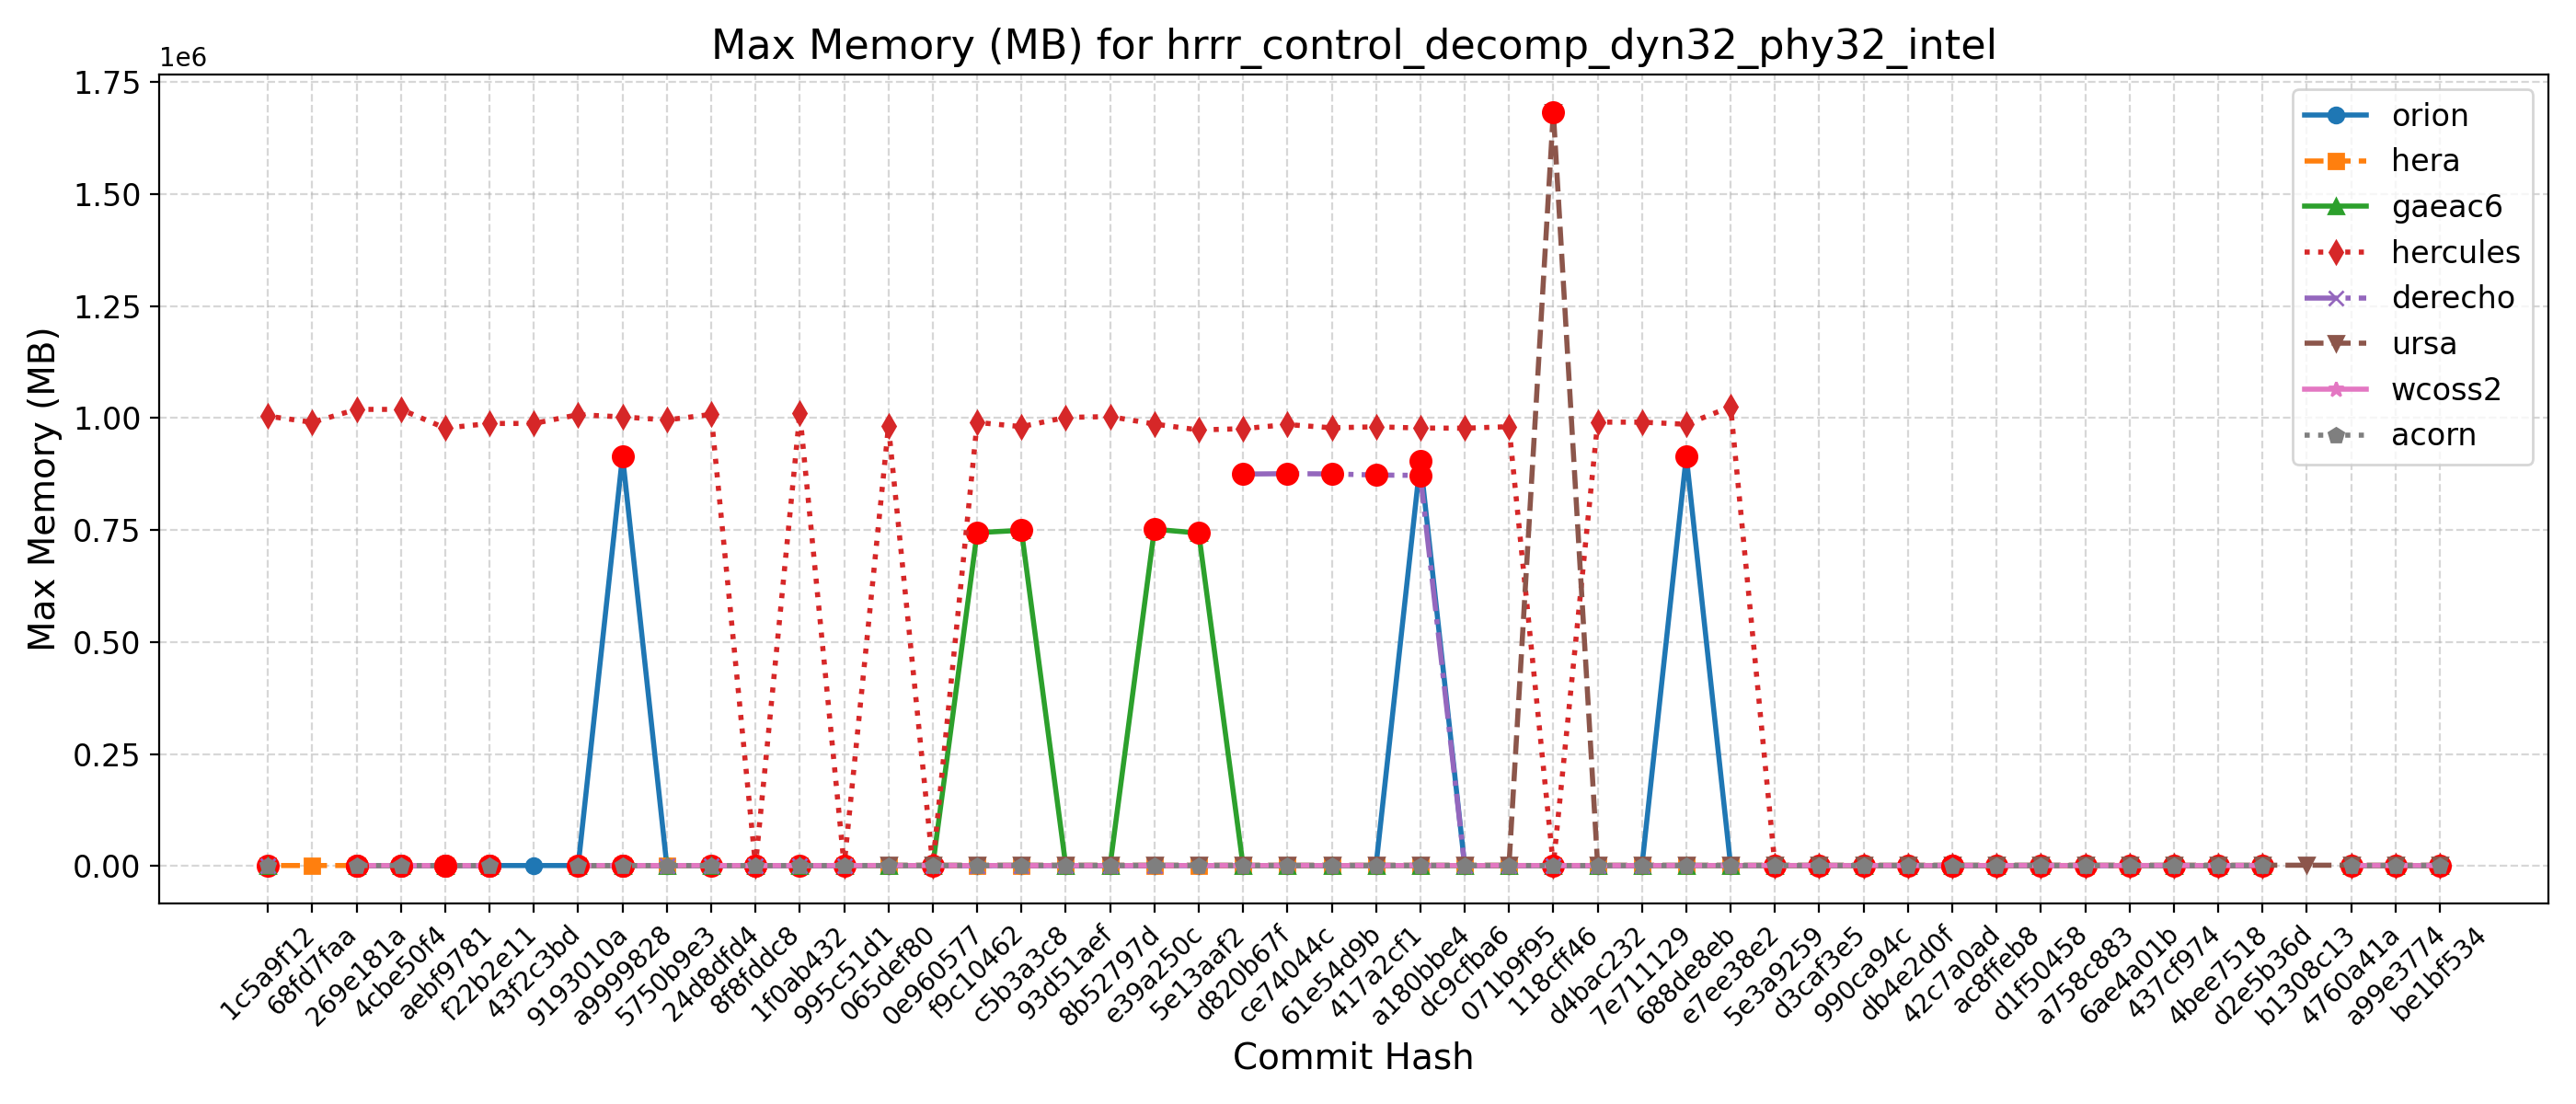 Max Memory (MB) for hrrr_control_decomp_dyn32_phy32_intel
1e6
1.75
1.50
1.25
1.00
0.75
0.50
0.25
0.00
Max Memory (MB)
orion
hera
gaeac6
hercules
derecho
ursa
wcoss2
acorn
1c5a9f12
68fd7faa
269e181a
4cbe50f4
aebf9781
f22b2e11
43f2c3bd
9193010a
a9999828
5750b9e3
24d8dfd4
8f8fddc8
1f0ab432
995c51d1
065def80
0e960577
f9c10462
c5b3a3c8
93d51aef
8b52797d
e39a250c
5e13aaf2
d820b67f
ce74044c
61e54d9b
417a2cf1
a180bbe4
dc9cfba6
071b9f95
118cff46
d4bac232
7e711129
688de8eb
e7ee38e2
5e3a9259
d3caf3e5
990ca94c
db4e2d0f
42c7a0ad
ac8ffeb8
d1f50458
a758c883
6ae4a01b
437cf974
4bee7518
d2e5b36d
b1308c13
4760a41a
a99e3774
be1bf534
Commit Hash